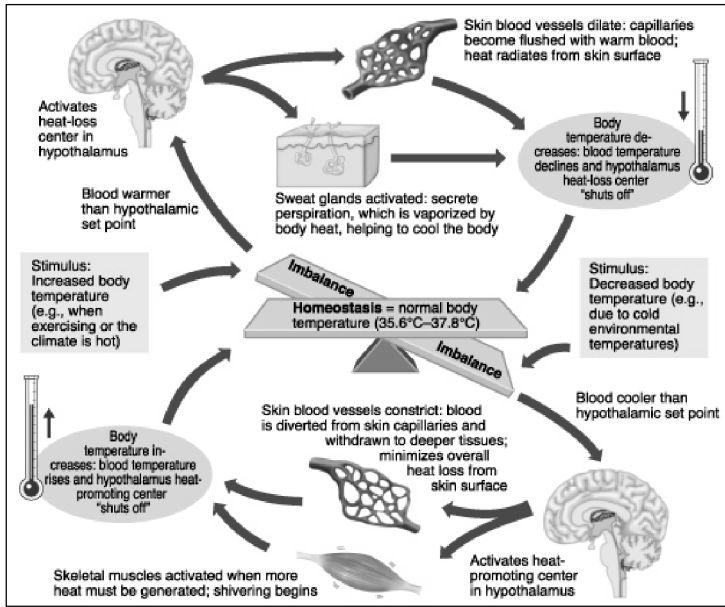 Skin blood vessels dilate: capillaries
become flushed with warm blood;
heat radiates from skin surface
Activates
heat-loss
center in
hypothalamus
Body
temperature de-
creases: blood temperature
declines and hypothalamus
heat-loss center
"shuts off"
Sweat glands activated: secrete
perspiration, which is vaporized by
body heat, helping to cool the body
Blood warmer
than hypothalamic
set point
Stimulus:
Increased body
temperature
(e.g., when
exercising or the
climate is hot)
Imbalance
Homeostasis = normal body
temperature (35.6°C–37.8°C)
Imbalance
Stimulus:
Decreased body
temperature (e.g.,
due to cold
environmental
temperatures)
Blood cooler than
hypothalamic set point
Skin blood vessels constrict: blood
is diverted from skin capillaries and
withdrawn to deeper tissues;
minimizes overall
heat loss from
skin surface
Body
temperature in-
creases: blood temperature
rises and hypothalamus heat-
promoting center
"shuts off"
Activates heat-
promoting center
in hypothalamus
Skeletal muscles activated when more
heat must be generated; shivering begins